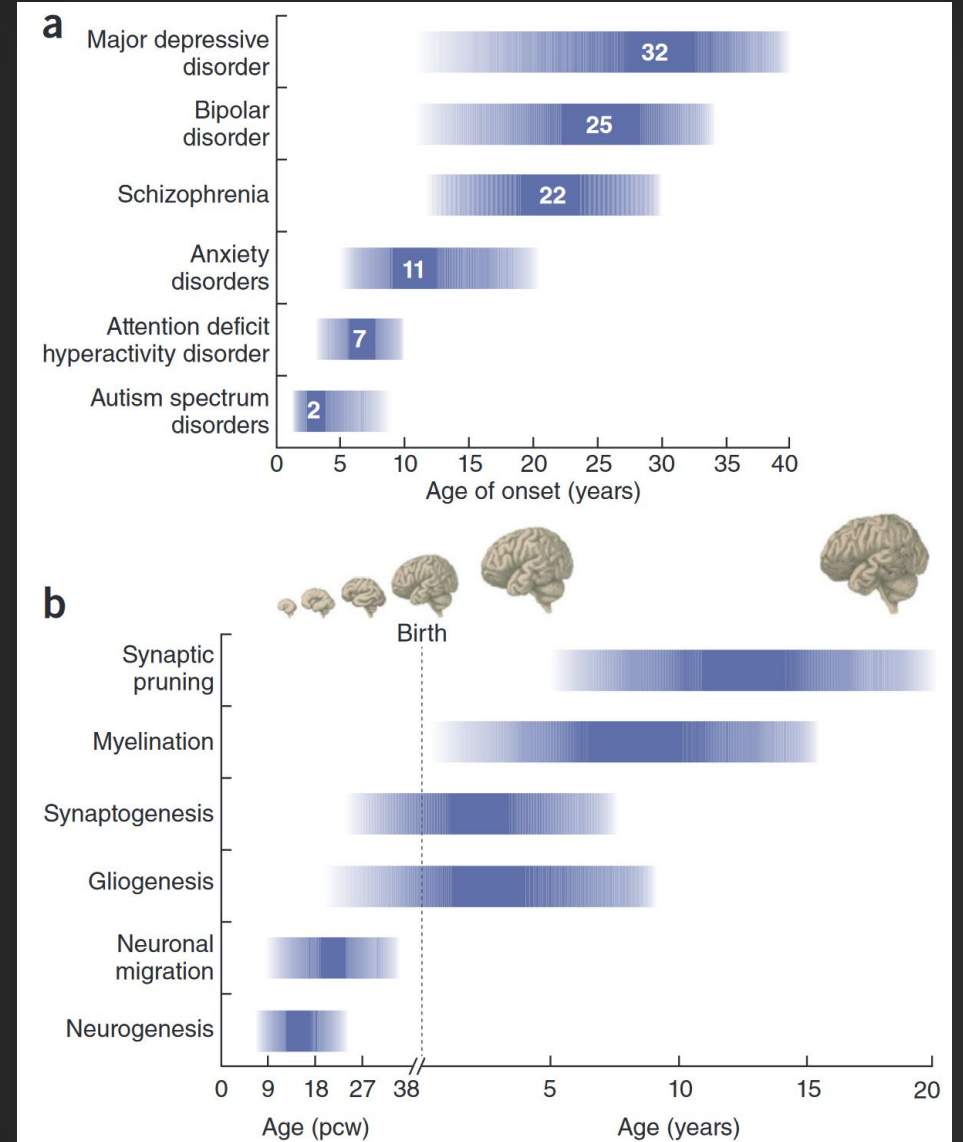 a
Major depressive
disorder
32
Bipolar
disorder
25
Schizophrenia
22
Anxiety
disorders
11
Attention deficit
hyperactivity disorder
7
Autism spectrum
disorders
2
0 5 10 15 20 25 30 35 40
Age of onset (years)
b
Birth
Synaptic
pruning
Myelination
Synaptogenesis
Gliogenesis
Neuronal
migration
Neurogenesis
0 9 18 27 38 5 10 15 20
Age (pcw) Age (years)